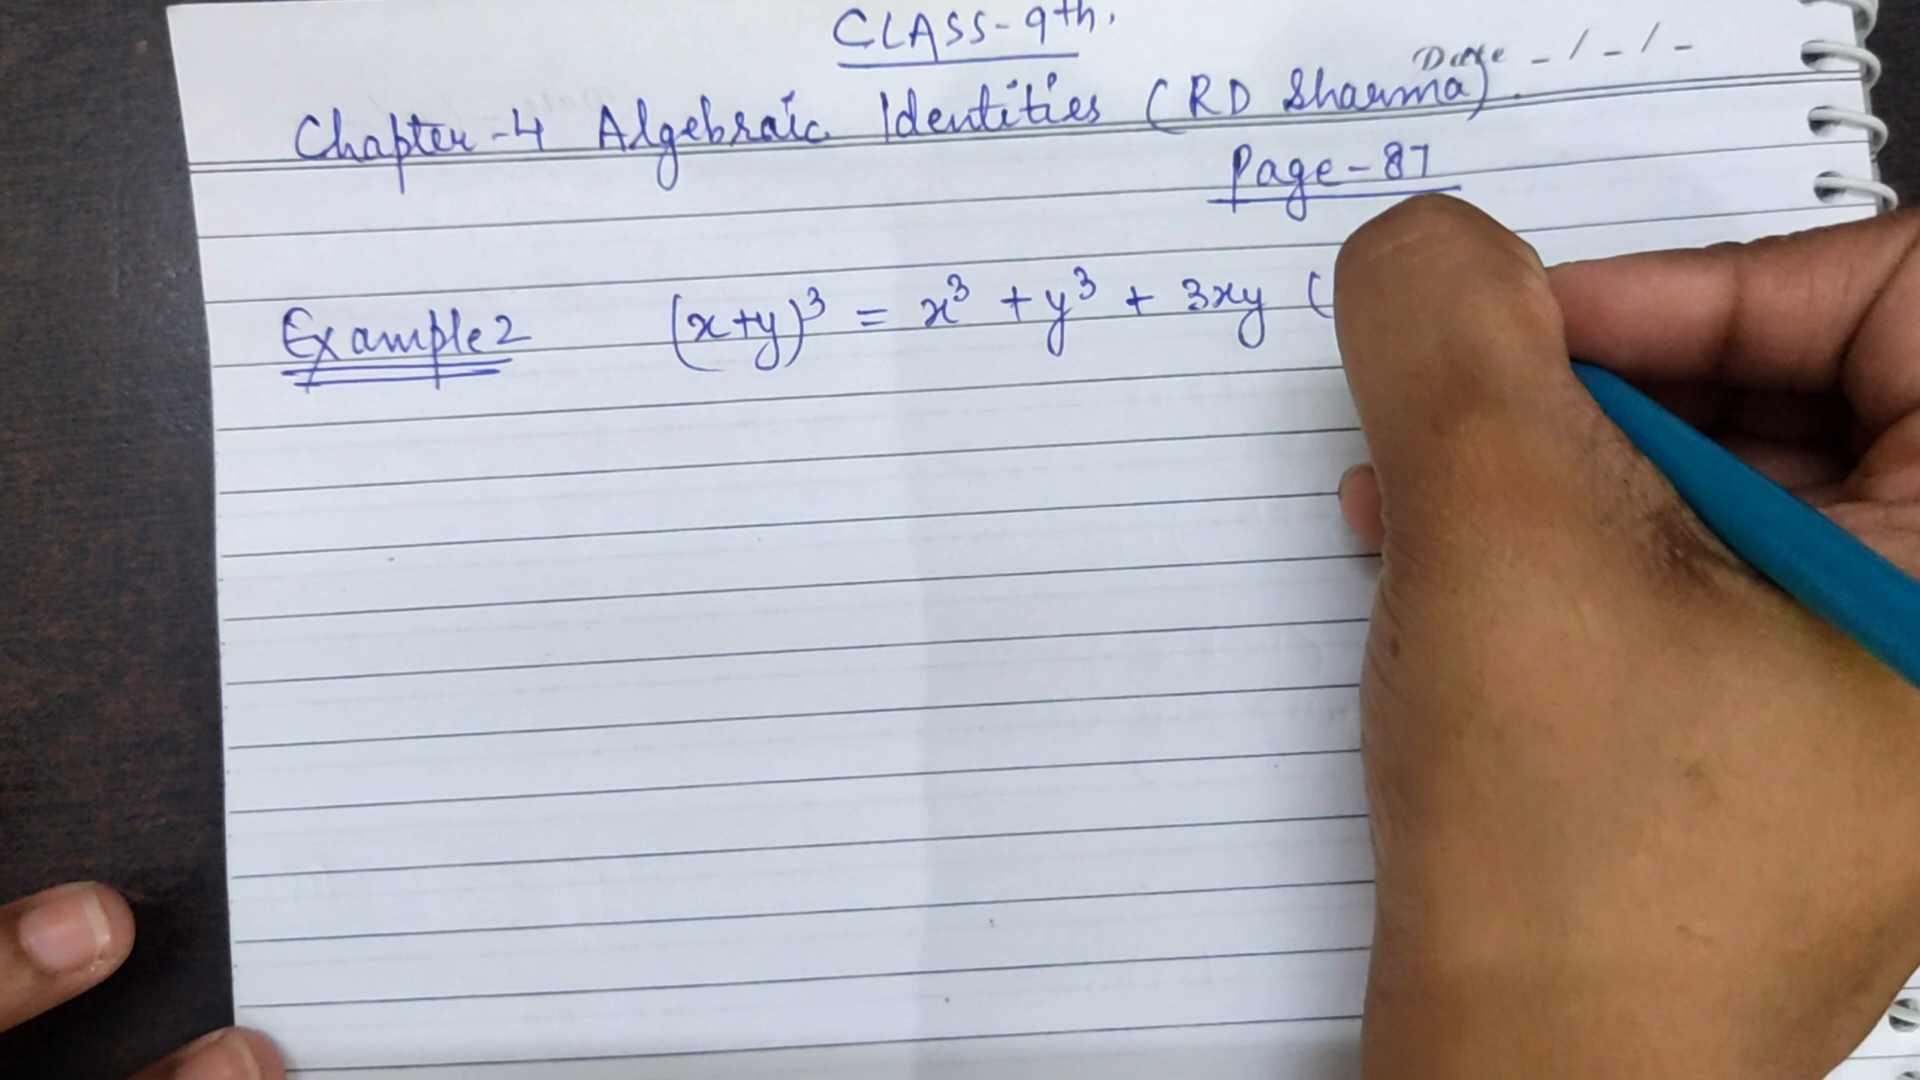 CLASS-9th.
Date _/_/_
Chapter-4 Algebraic Identities (RD Sharma).
Page-87
Example 2 (x+y)³ = x³ + y³ + 3xy (